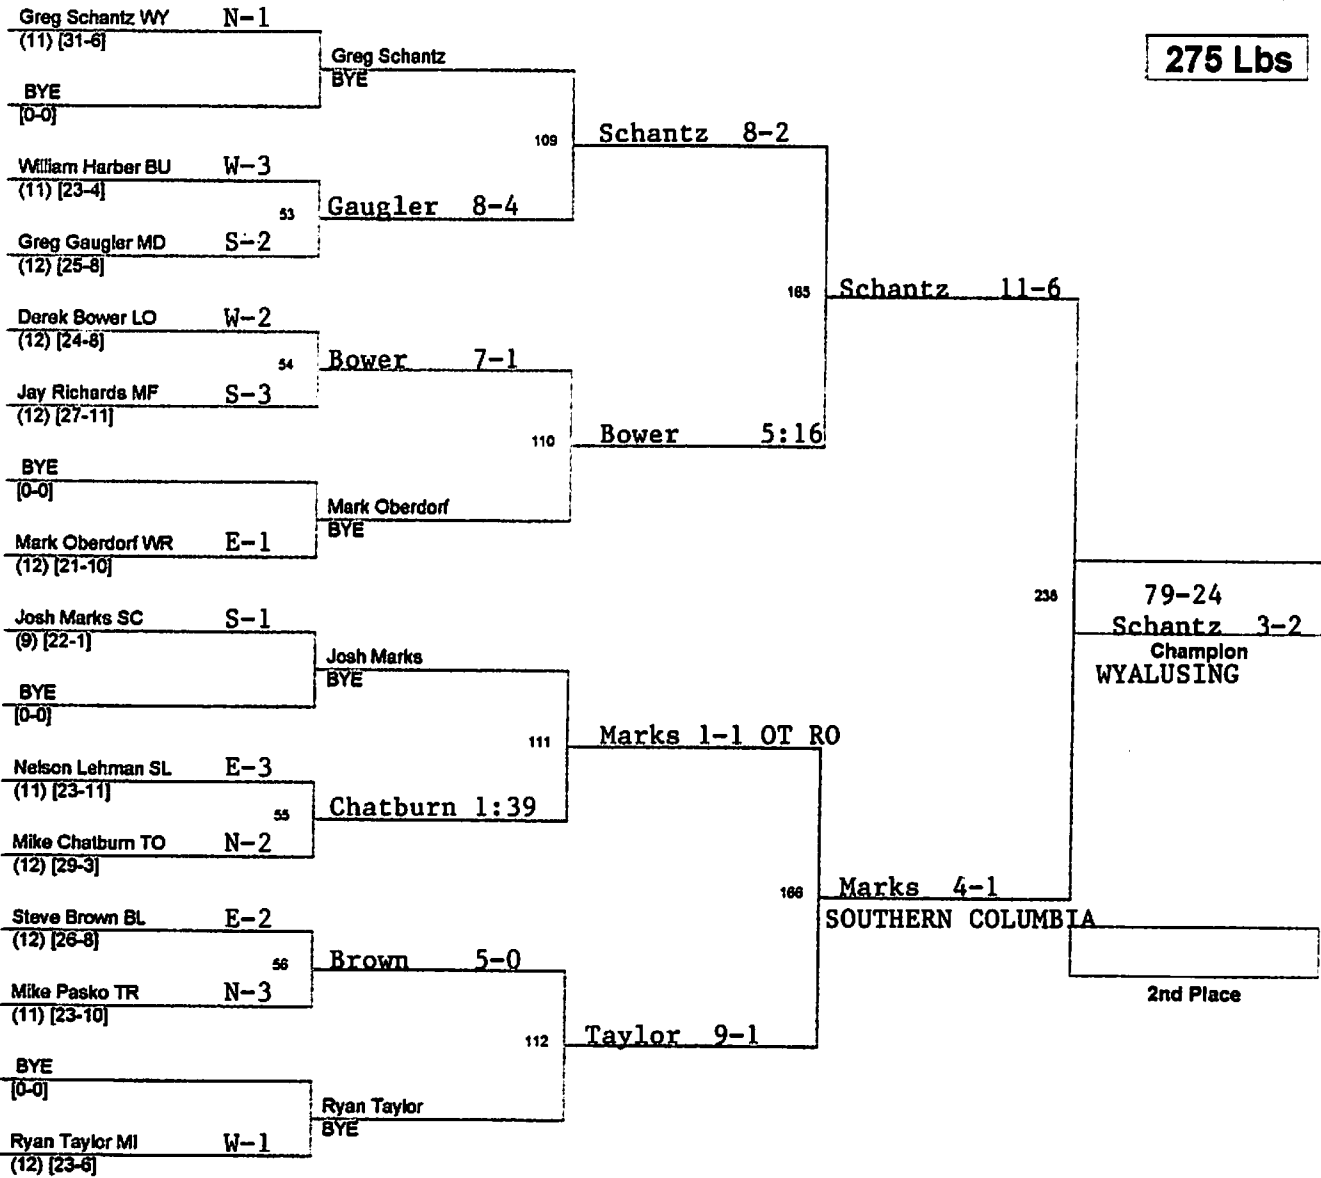 275 Lbs
Greg Schantz WY N-1
(11) [31-6]
BYE
[0-0]
William Harber BU W-3
(11) [23-4]
Greg Gaugler MD S-2
(12) [25-8]
Derek Bower LO W-2
(12) [24-8]
Jay Richards MF S-3
(12) [27-11]
BYE
[0-0]
Mark Oberdorf WR E-1
(12) [21-10]
Josh Marks SC S-1
(9) [22-1]
BYE
[0-0]
Nelson Lehman SL E-3
(11) [23-11]
Mike Chatburn TO N-2
(12) [29-3]
Steve Brown BL E-2
(12) [26-8]
Mike Pasko TR N-3
(11) [23-10]
BYE
[0-0]
Ryan Taylor MI W-1
(12) [23-6]
Greg Schantz
BYE
53 Gaugler 8-4
54 Bower 7-1
Mark Oberdorf
BYE
Josh Marks
BYE
55 Chatburn 1:39
56 Brown 5-0
Ryan Taylor
BYE
109 Schantz 8-2
110 Bower 5:16
111 Marks 1-1 OT RO
112 Taylor 9-1
165 Schantz 11-6
166 Marks 4-1
SOUTHERN COLUMBIA
238
79-24
Schantz 3-2
Champion
WYALUSING
2nd Place